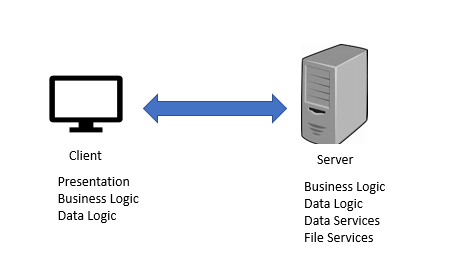 Client
Presentation
Business Logic
Data Logic
Server
Business Logic
Data Logic
Data Services
File Services